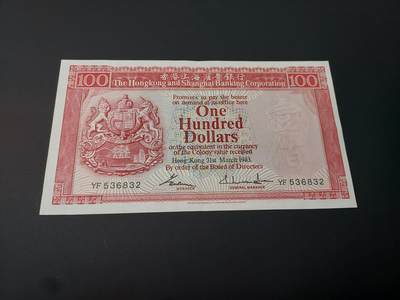 香港上海滙豐銀行
100 The Hongkong and Shanghai Banking Corporation 100
Promises to pay the bearer
on demand at its office here
One
Hundred
Dollars
or the equivalent in the currency
of the Colony value received
Hong Kong 31st March 1983
By order of the Board of Directors
YF 536832
YF 536832
GENERAL MANAGER